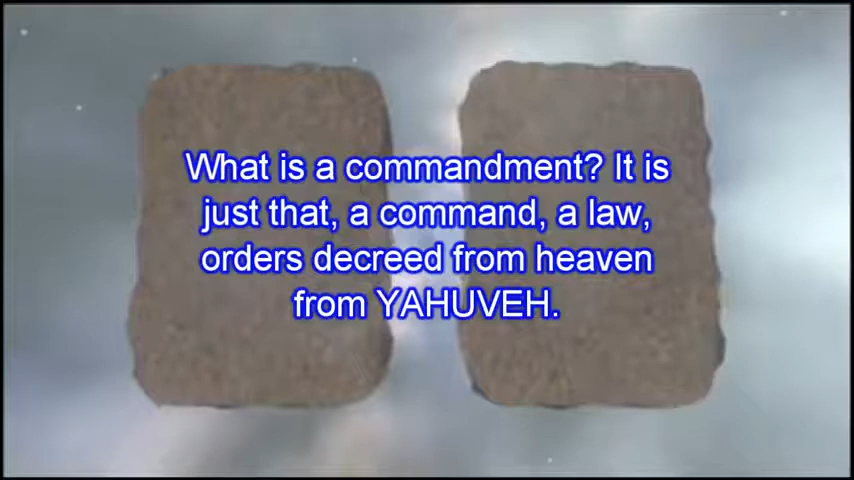 What is a commandment? It is
just that, a command, a law,
orders decreed from heaven
from YAHUVEH.